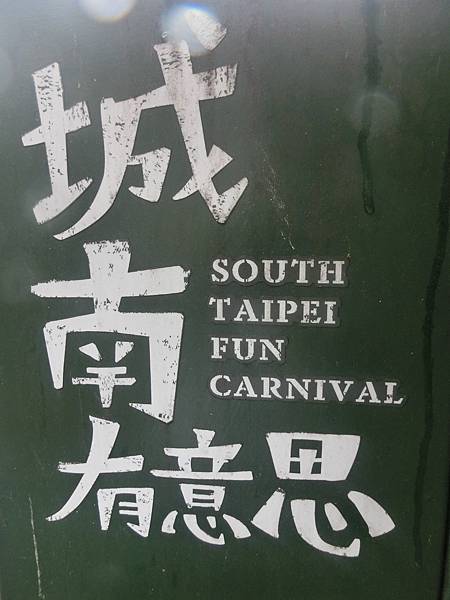 城
南
有意思
SOUTH
TAIPEI
FUN
CARNIVAL